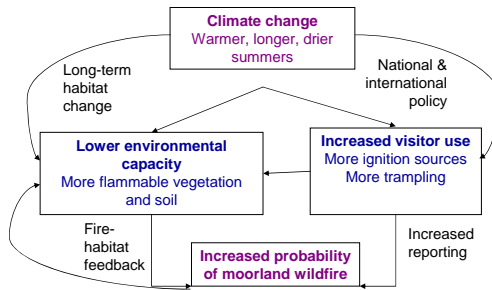 Climate change
Warmer, longer, drier
summers
Long-term
habitat
change
National &
international
policy
Lower environmental
capacity
More flammable vegetation
and soil
Increased visitor use
More ignition sources
More trampling
Fire-
habitat
feedback
Increased probability
of moorland wildfire
Increased
reporting